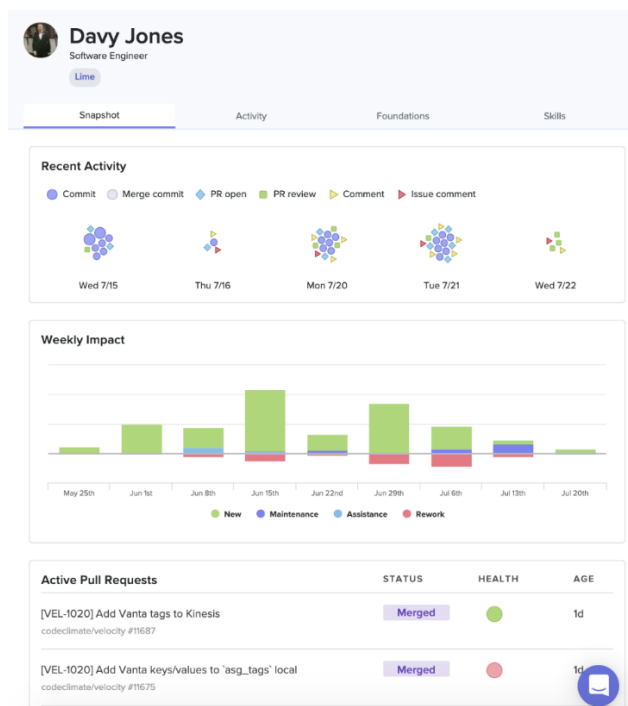 Davy Jones
Software Engineer
Lime
Snapshot Activity Foundations Skills
Recent Activity
Commit Merge commit PR open PR review Comment Issue comment
Wed 7/15 Thu 7/16 Mon 7/20 Tue 7/21 Wed 7/22
Weekly Impact
May 25th Jun 1st Jun 8th Jun 15th Jun 22nd Jun 29th Jul 6th Jul 13th Jul 20th
New Maintenance Assistance Rework
Active Pull Requests STATUS HEALTH AGE
[VEL-1020] Add Vanta tags to Kinesis Merged 1d
codeclimate/velocity #11687
[VEL-1020] Add Vanta keys/values to `asg_tags` local Merged 1d
codeclimate/velocity #11675